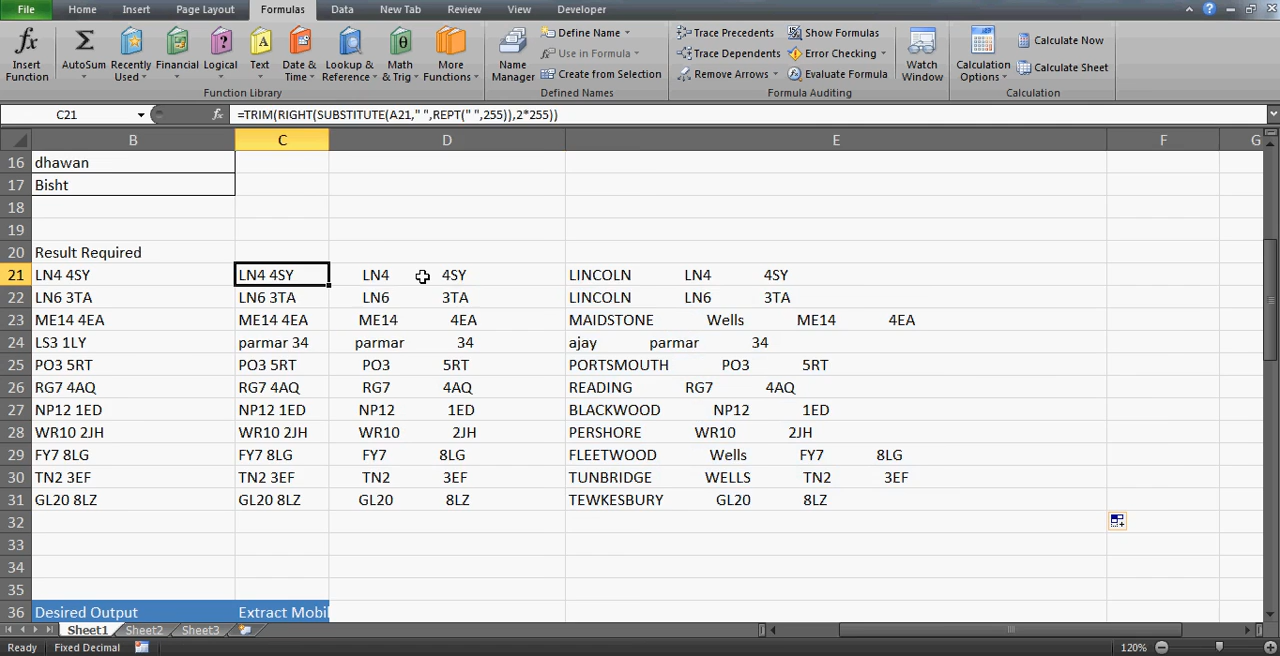 File Home Insert Page Layout Formulas Data New Tab Review View Developer
fx Insert Function
Σ AutoSum
Recently Used
Financial
Logical
Text
Date & Time
Lookup & Reference
Math & Trig
More Functions
Function Library
Name Manager
Define Name
Use in Formula
Create from Selection
Defined Names
Trace Precedents Show Formulas
Trace Dependents Error Checking
Remove Arrows Evaluate Formula
Formula Auditing
Watch Window
Calculation Options
Calculate Now
Calculate Sheet
Calculation
C21 fx =TRIM(RIGHT(SUBSTITUTE(A21," ",REPT(" ",255)),2*255))
B C D E F G
16 dhawan
17 Bisht
18
19
20 Result Required
21 LN4 4SY LN4 4SY LN4 4SY LINCOLN LN4 4SY
22 LN6 3TA LN6 3TA LN6 3TA LINCOLN LN6 3TA
23 ME14 4EA ME14 4EA ME14 4EA MAIDSTONE Wells ME14 4EA
24 LS3 1LY parmar 34 parmar 34 ajay parmar 34
25 PO3 5RT PO3 5RT PO3 5RT PORTSMOUTH PO3 5RT
26 RG7 4AQ RG7 4AQ RG7 4AQ READING RG7 4AQ
27 NP12 1ED NP12 1ED NP12 1ED BLACKWOOD NP12 1ED
28 WR10 2JH WR10 2JH WR10 2JH PERSHORE WR10 2JH
29 FY7 8LG FY7 8LG FY7 8LG FLEETWOOD Wells FY7 8LG
30 TN2 3EF TN2 3EF TN2 3EF TUNBRIDGE WELLS TN2 3EF
31 GL20 8LZ GL20 8LZ GL20 8LZ TEWKESBURY GL20 8LZ
32
33
34
35
36 Desired Output Extract Mobil
Sheet1 Sheet2 Sheet3
Ready Fixed Decimal 120%